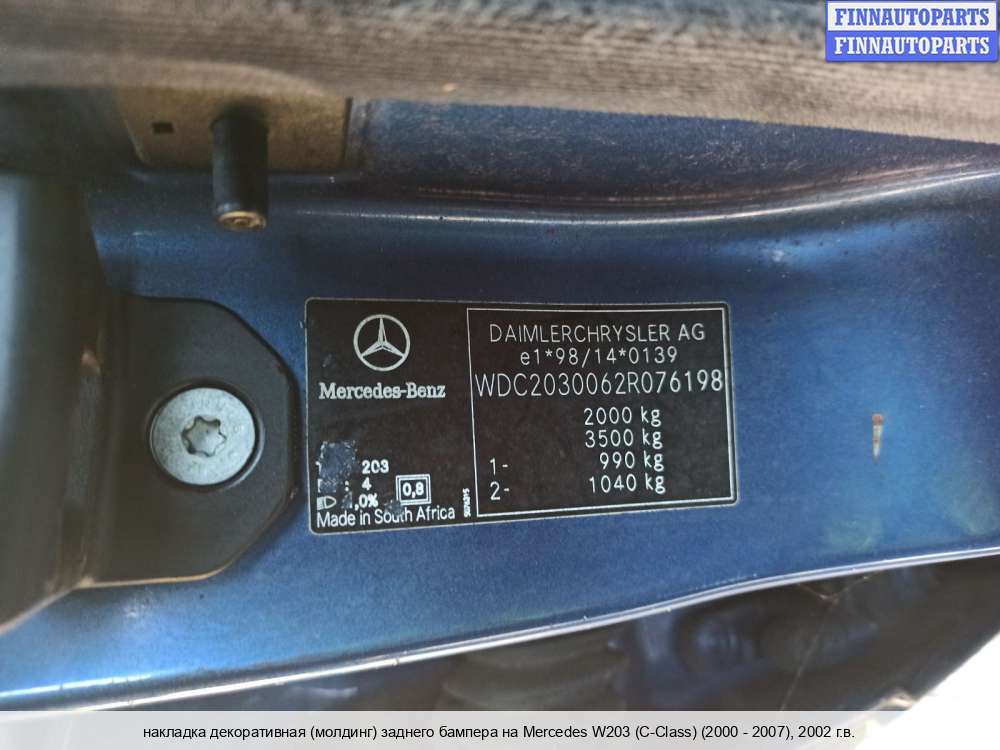 FINNAUTOPARTS
FINNAUTOPARTS
Mercedes-Benz
DAIMLERCHRYSLER AG
e1*98/14*0139
WDC2030062R076198
2000 kg
3500 kg
1- 990 kg
2- 1040 kg
203
4
0,8
,0%
Made in South Africa
накладка декоративная (молдинг) заднего бампера на Mercedes W203 (C-Class) (2000 - 2007), 2002 г.в.